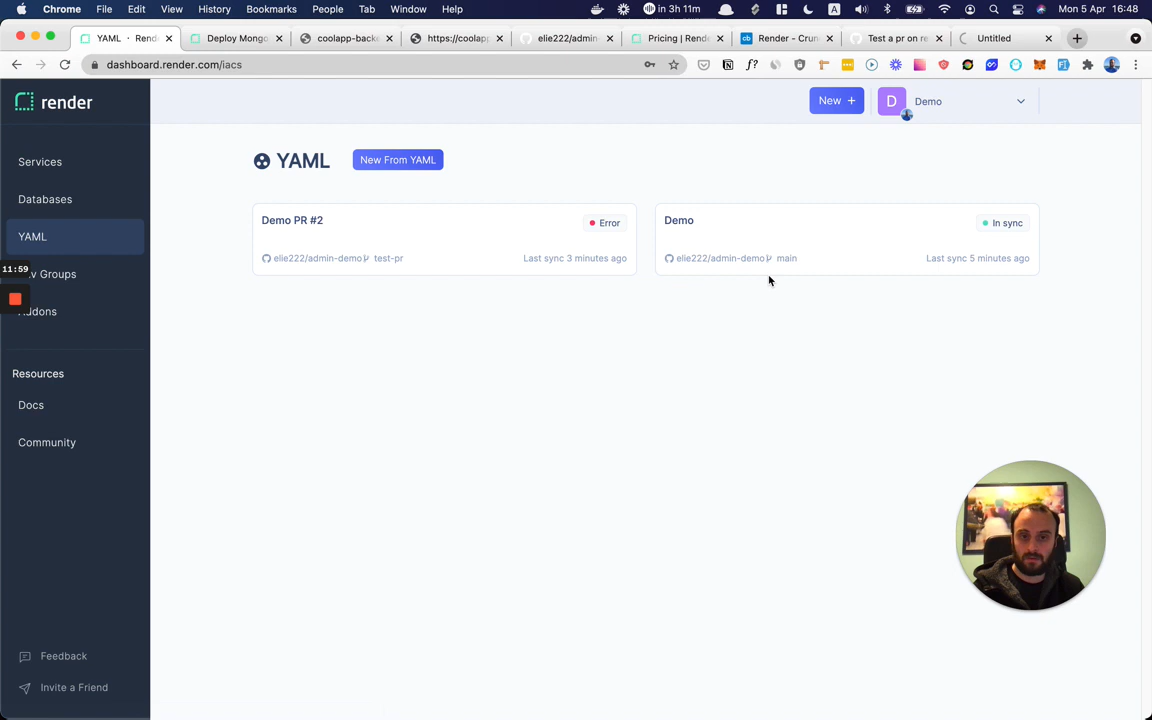 Chrome File Edit View History Bookmarks People Tab Window Help in 3h 11m A Mon 5 Apr 16:48
YAML · Rend Deploy Mongo coolapp-backe https://coolap elie222/admin- Pricing | Rende Render - Crun Test a pr on re Untitled
dashboard.render.com/iacs
render
New +
D Demo
Services
Databases
YAML
11:59
v Groups
ddons
Resources
Docs
Community
Feedback
Invite a Friend
YAML New From YAML
Demo PR #2 Error
elie222/admin-demo test-pr Last sync 3 minutes ago
Demo In sync
elie222/admin-demo main Last sync 5 minutes ago